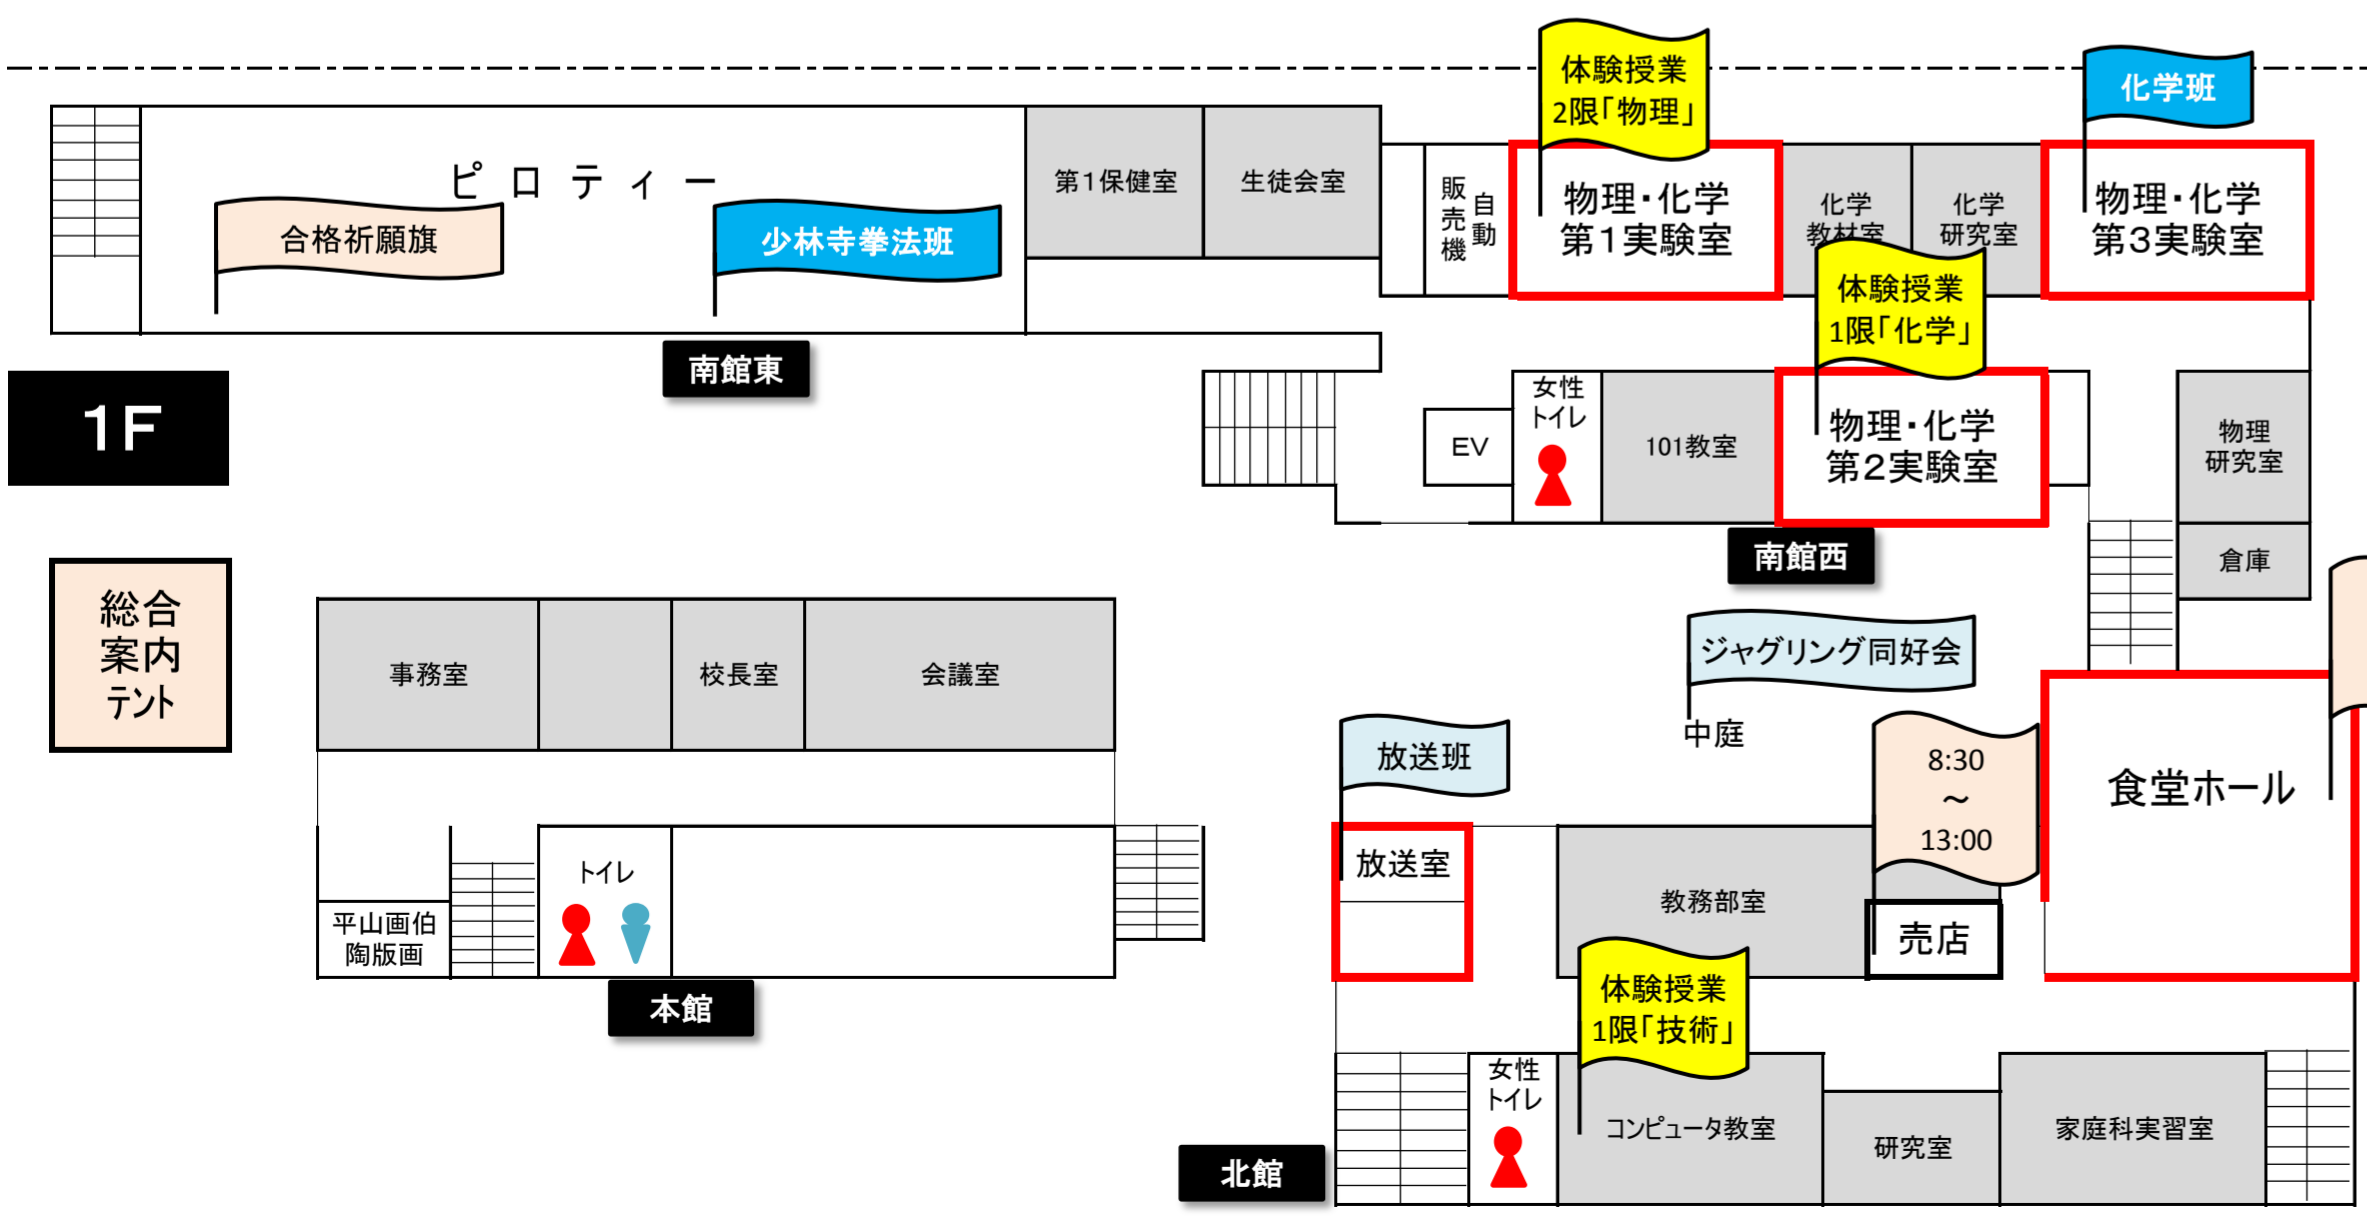 体験授業
2限「物理」
化学班
ピロティー
合格祈願旗
少林寺拳法班
第1保健室
生徒会室
自動
販売機
物理・化学
第1実験室
化学
教材室
化学
研究室
物理・化学
第3実験室
体験授業
1限「化学」
南館東
1F
女性
トイレ
EV
101教室
物理・化学
第2実験室
物理
研究室
南館西
倉庫
総合
案内
テント
事務室
校長室
会議室
ジャグリング同好会
中庭
放送班
8:30
～
13:00
食堂ホール
トイレ
放送室
教務部室
売店
平山画伯
陶版画
本館
体験授業
1限「技術」
女性
トイレ
コンピュータ教室
研究室
家庭科実習室
北館